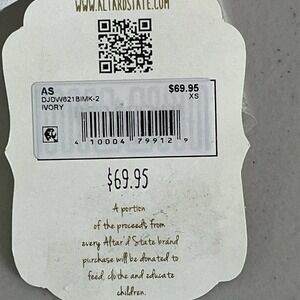 WWW.ALTARDSTATE.COM
AS $69.95
DJDW8218IMK-2 XS
IVORY
4 10004 79912 9
$69.95
A portion
of the proceeds from
every Altar'd State brand
purchase will be donated to
feed, clothe and educate
children.